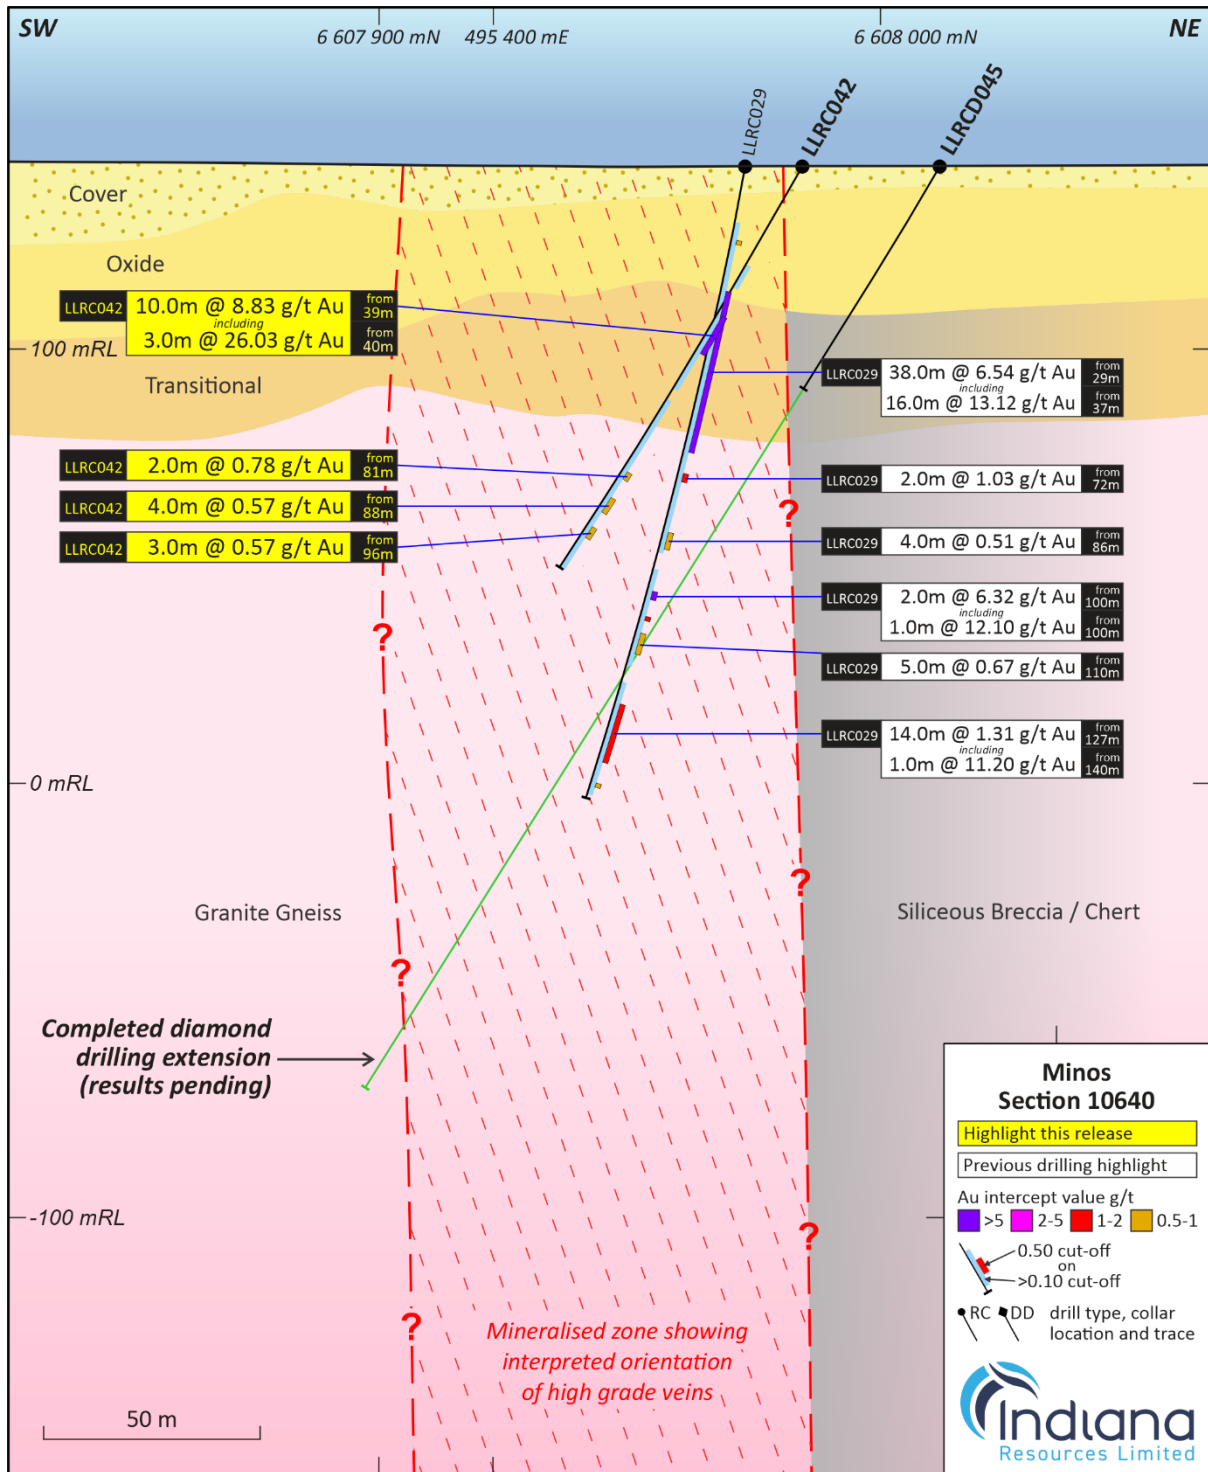 SW
6 607 900 mN
495 400 mE
6 608 000 mN
NE
LLRC029
LLRC042
LLRCD045
Cover
Oxide
LLRC042 10.0m @ 8.83 g/t Au from 39m
including
3.0m @ 26.03 g/t Au from 40m
100 mRL
Transitional
LLRC029 38.0m @ 6.54 g/t Au from 29m
including
16.0m @ 13.12 g/t Au from 37m
LLRC042 2.0m @ 0.78 g/t Au from 81m
LLRC029 2.0m @ 1.03 g/t Au from 72m
LLRC042 4.0m @ 0.57 g/t Au from 88m
?
LLRC042 3.0m @ 0.57 g/t Au from 96m
LLRC029 4.0m @ 0.51 g/t Au from 86m
LLRC029 2.0m @ 6.32 g/t Au from 100m
including
1.0m @ 12.10 g/t Au from 100m
?
LLRC029 5.0m @ 0.67 g/t Au from 110m
LLRC029 14.0m @ 1.31 g/t Au from 127m
including
1.0m @ 11.20 g/t Au from 140m
0 mRL
?
Granite Gneiss
Siliceous Breccia / Chert
?
Completed diamond
drilling extension
(results pending)
-100 mRL
?
?
Mineralised zone showing
interpreted orientation
of high grade veins
50 m
Minos
Section 10640
Highlight this release
Previous drilling highlight
Au intercept value g/t
>5 2-5 1-2 0.5-1
0.50 cut-off
on
>0.10 cut-off
RC DD drill type, collar
location and trace
Indiana
Resources Limited